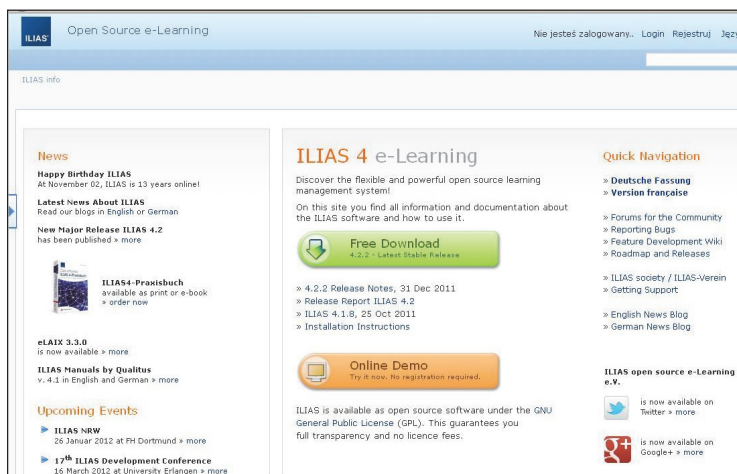 ILIAS
Open Source e-Learning
Nie jesteś zalogowany.. Login Rejestruj
ILIAS info
News
Happy Birthday ILIAS
At November 02, ILIAS is 13 years online!
Latest News About ILIAS
Read our blogs in English or German
New Major Release ILIAS 4.2
has been published » more
ILIAS4-Praxisbuch
available as print or e-book
» order now
eLAIX 3.3.0
is now available » more
ILIAS Manuals by Qualitus
v. 4.1 in English and German » more
Upcoming Events
ILIAS NRW
26 Januar 2012 at FH Dortmund » more
17th ILIAS Development Conference
16 March 2012 at University Erlangen » more
ILIAS 4 e-Learning
Discover the flexible and powerful open source learning
management system!
On this site you find all information and documentation about
the ILIAS software and how to use it.
Free Download
4.2.2 - Latest Stable Release
» 4.2.2 Release Notes, 31 Dec 2011
» Release Report ILIAS 4.2
» ILIAS 4.1.8, 25 Oct 2011
» Installation Instructions
Online Demo
Try it now. No registration required.
ILIAS is available as open source software under the GNU
General Public License (GPL). This guarantees you
full transparency and no licence fees.
Quick Navigation
» Deutsche Fassung
» Version française
» Forums for the Community
» Reporting Bugs
» Feature Development Wiki
» Roadmap and Releases
» ILIAS society / ILIAS-Verein
» Getting Support
» English News Blog
» German News Blog
ILIAS open source e-Learning
e.V.
is now available on
Twitter » more
is now available on
Google+ » more